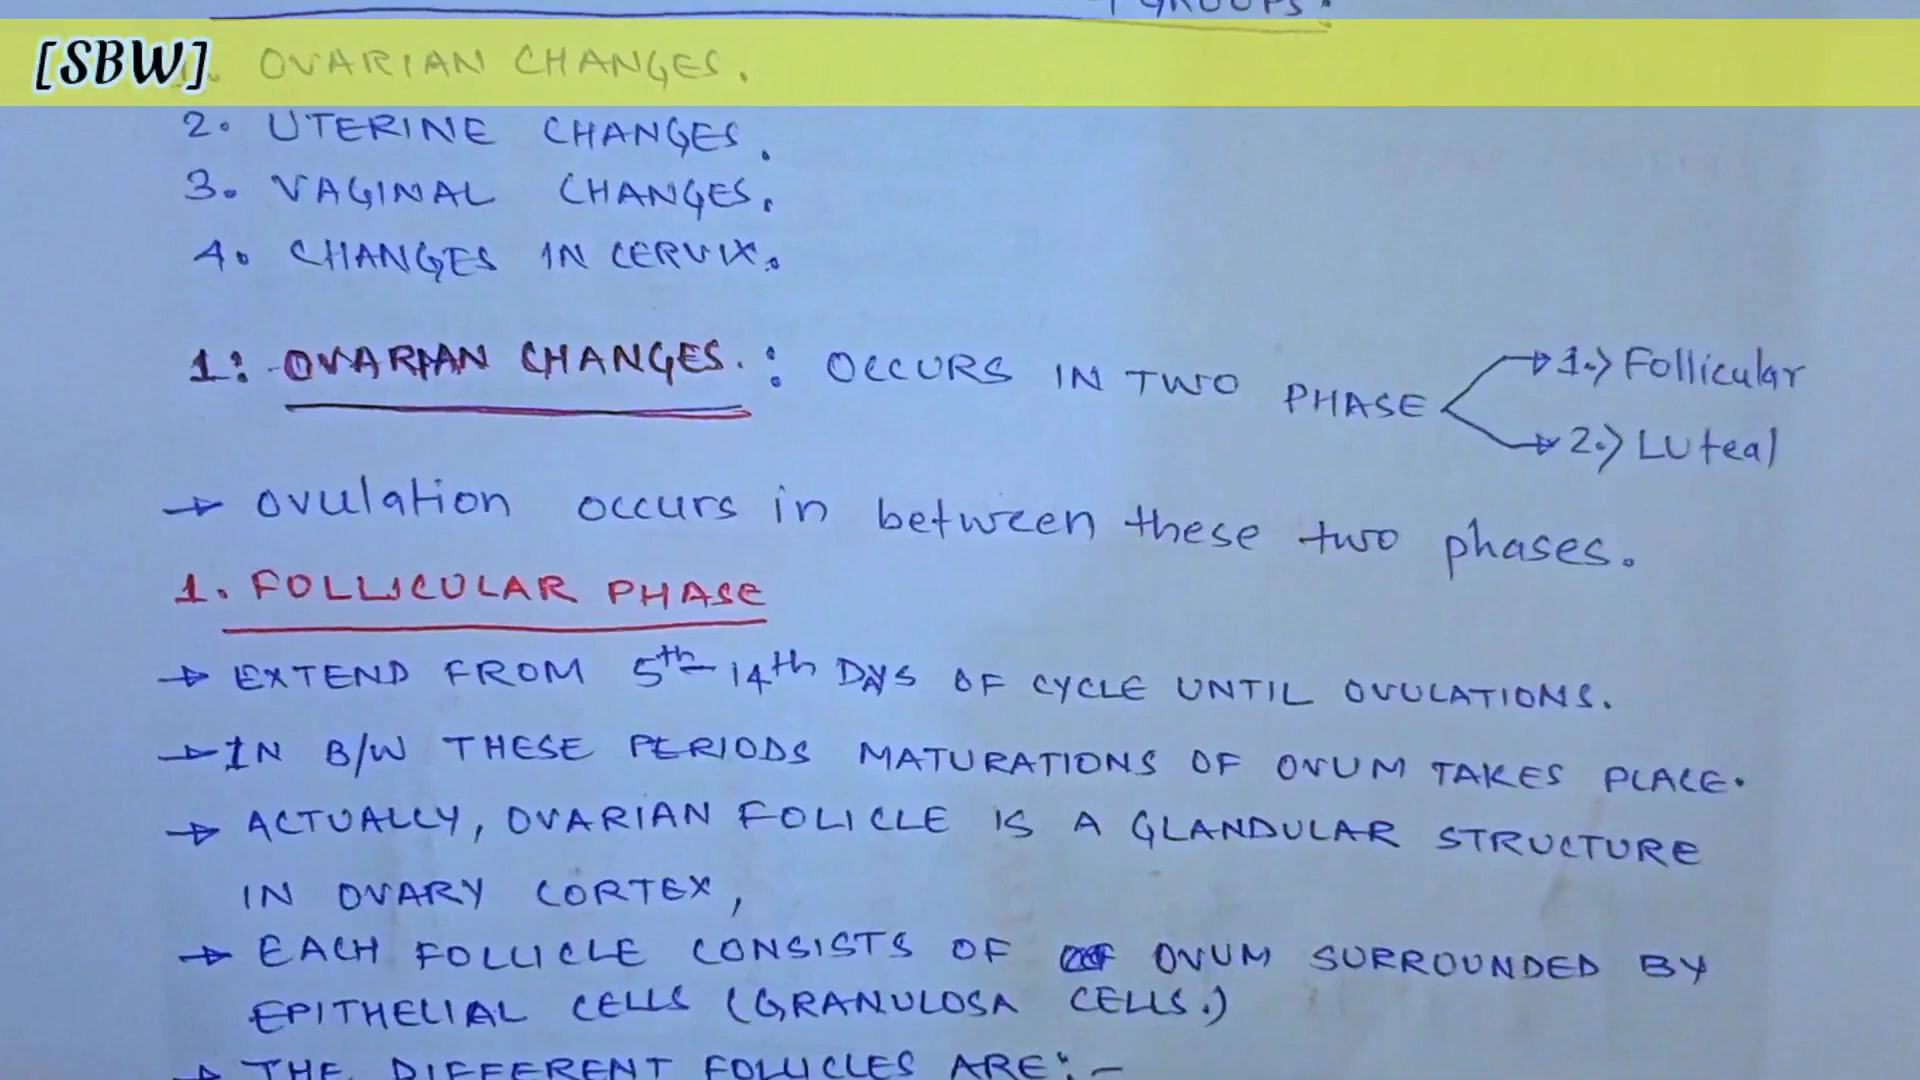 GROUPS:
[SBW]
1. OVARIAN CHANGES.
2. UTERINE CHANGES.
3. VAGINAL CHANGES.
4. CHANGES IN CERVIX.
1: OVARIAN CHANGES. : OCCURS IN TWO PHASE
1.) Follicular
2.) Luteal
→ ovulation occurs in between these two phases.
1. FOLLICULAR PHASE
→ EXTEND FROM 5th-14th DAYS OF CYCLE UNTIL OVULATIONS.
→ IN B/W THESE PERIODS MATURATIONS OF OVUM TAKES PLACE.
→ ACTUALLY, OVARIAN FOLICLE IS A GLANDULAR STRUCTURE
IN OVARY CORTEX,
→ EACH FOLLICLE CONSISTS OF OVUM SURROUNDED BY
EPITHELIAL CELLS (GRANULOSA CELLS.)
→ THE DIFFERENT FOLLICLES ARE:-